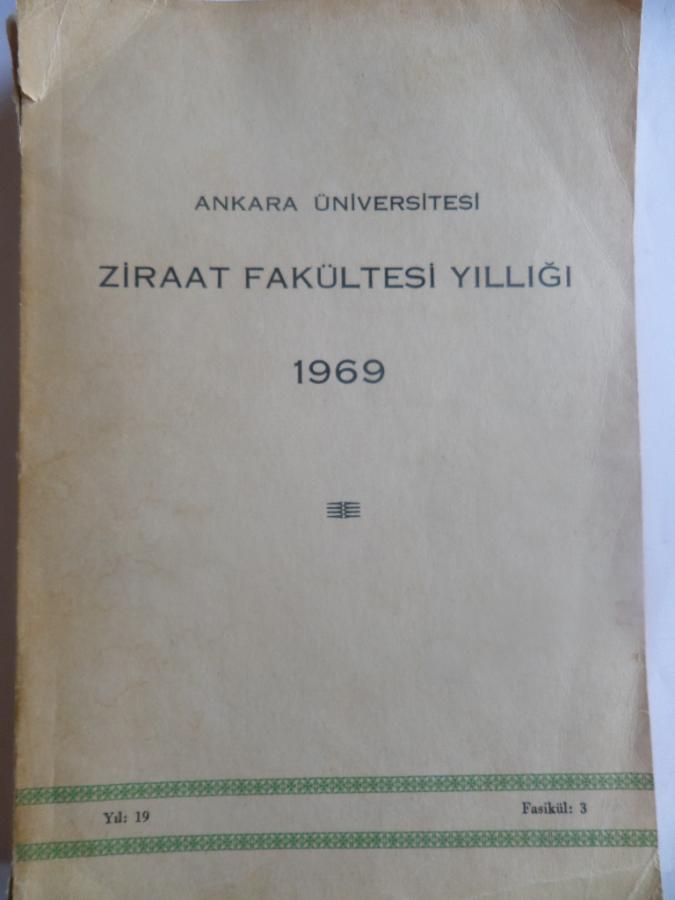 ANKARA ÜNİVERSİTESİ
ZİRAAT FAKÜLTESİ YILLIĞI
1969
Yıl: 19
Fasikül: 3